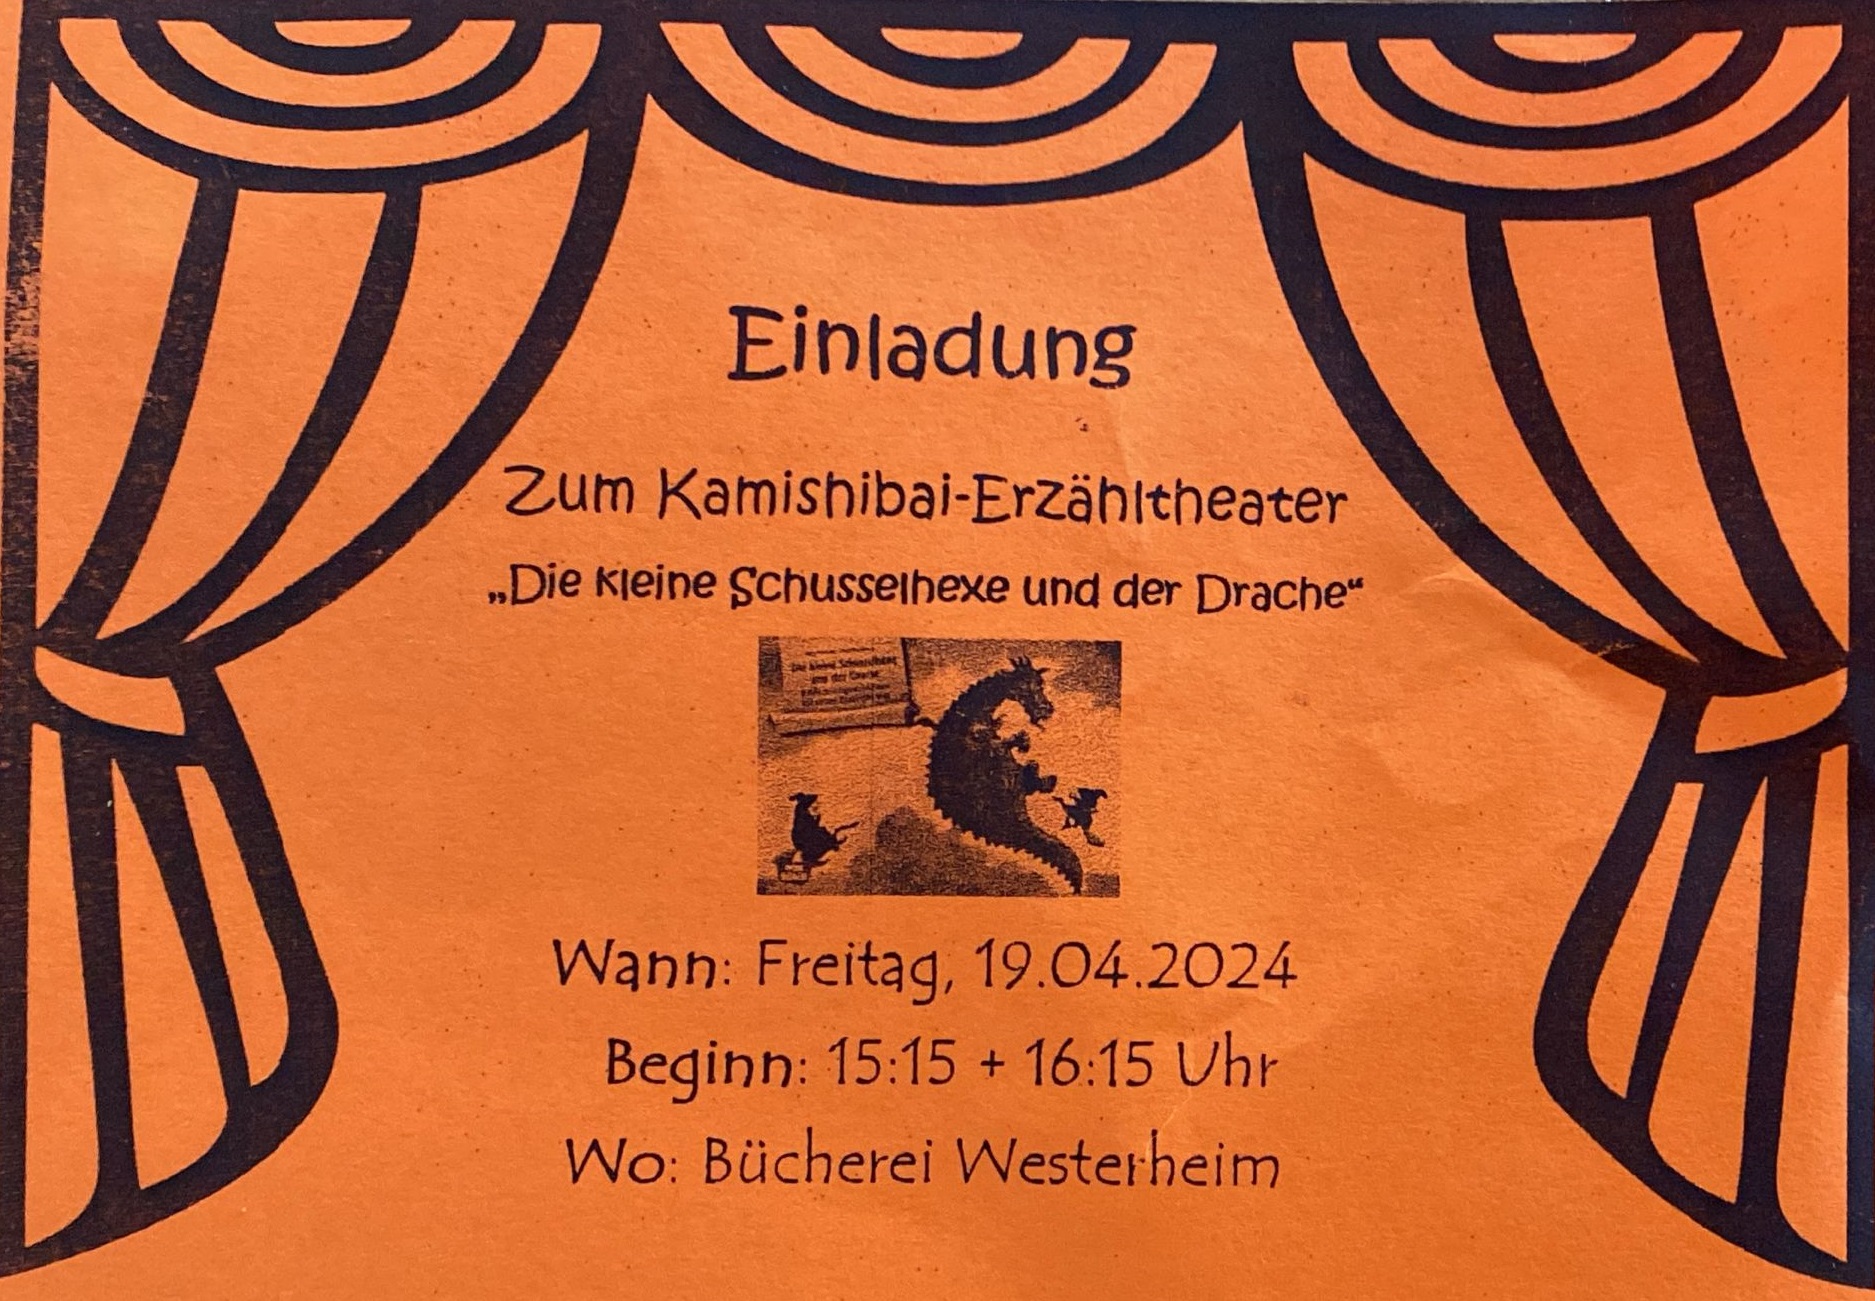 Einladung
Zum Kamishibai-Erzähltheater
„Die kleine Schusselhexe und der Drache“
Die kleine Schusselhexe
und der Drache
Wann: Freitag, 19.04.2024
Beginn: 15:15 + 16:15 Uhr
Wo: Bücherei Westerheim